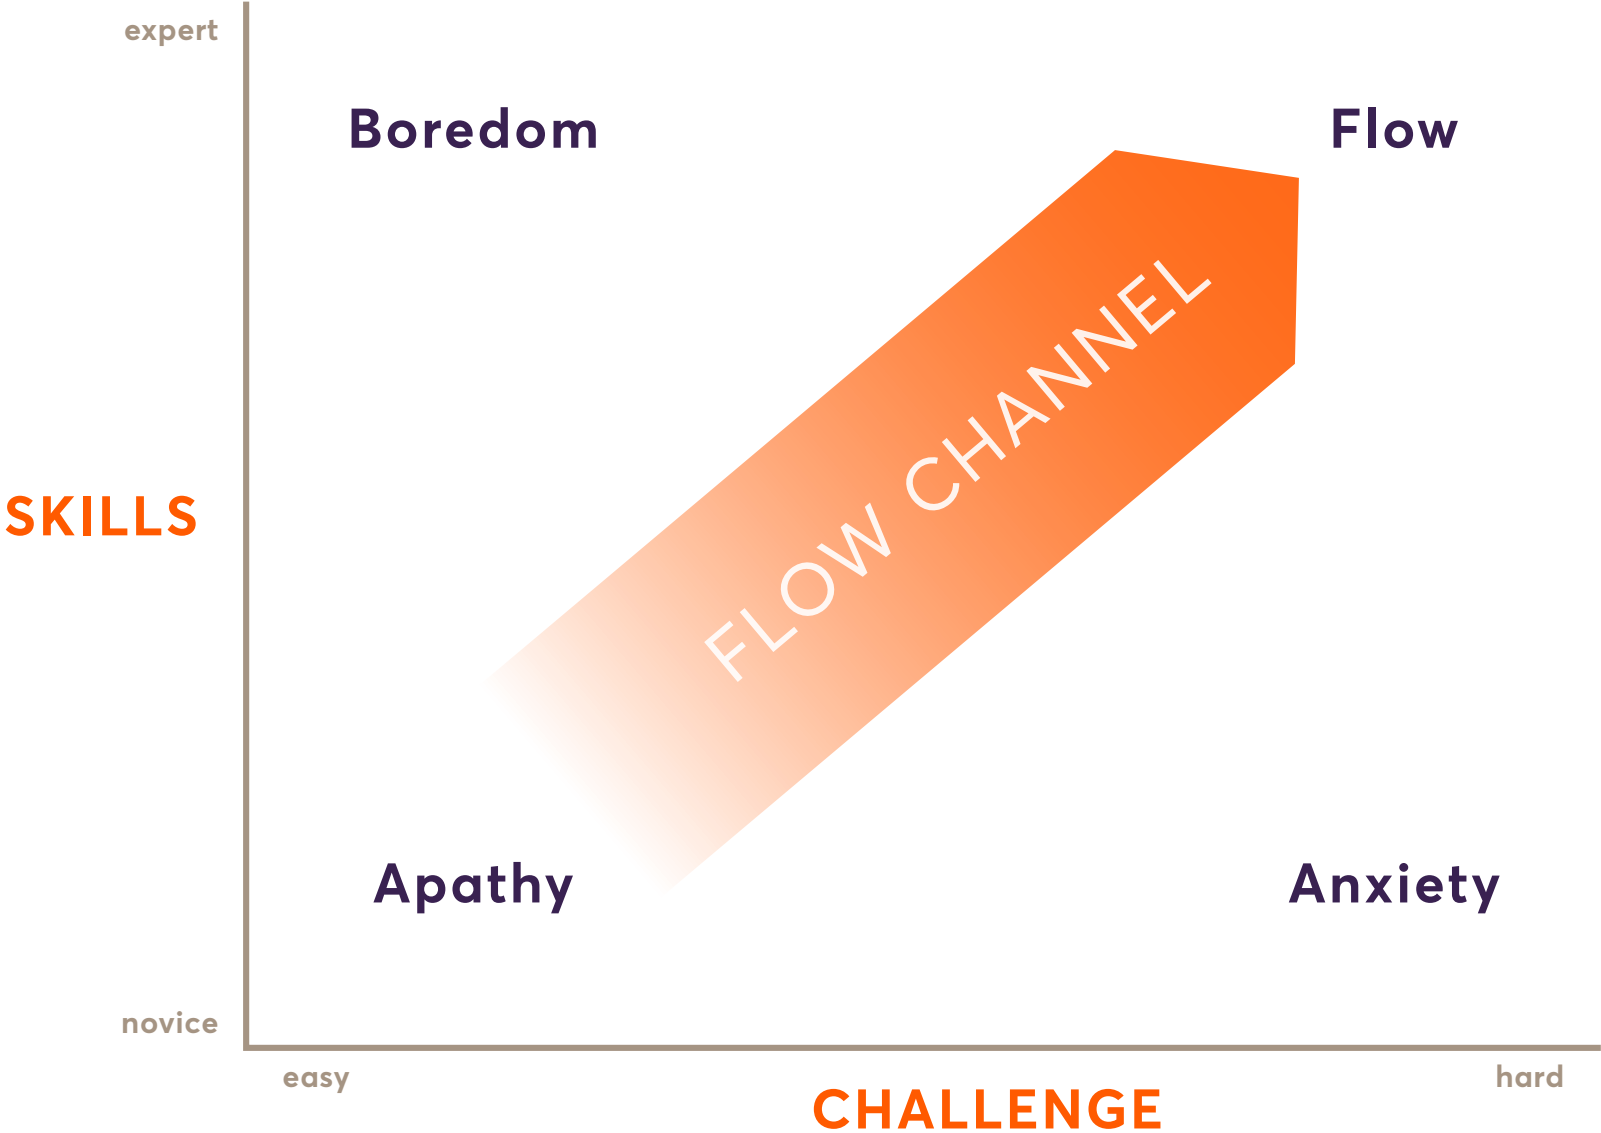 expert
Boredom
Flow
FLOW CHANNEL
SKILLS
Apathy
Anxiety
novice
easy
hard
CHALLENGE